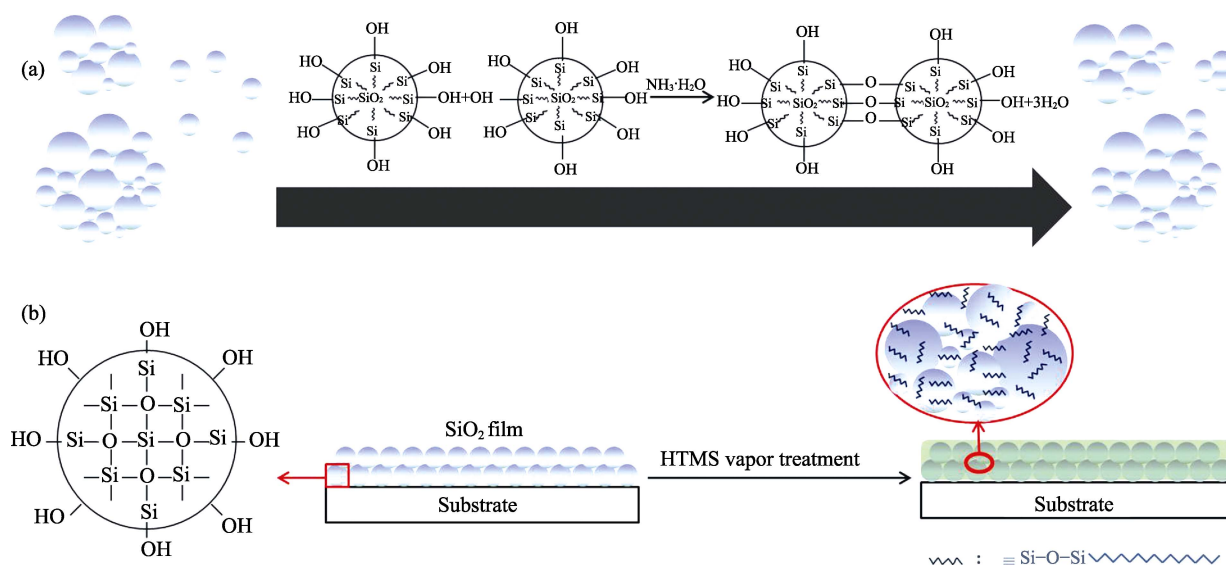 (a)
OH OH OH OH
HO Si OH HO Si OH HO Si OH Si OH
Si Si Si Si Si Si O Si Si
HO Si SiO₂ Si OH+OH Si SiO₂ Si OH NH₃·H₂O HO Si SiO₂ Si O Si SiO₂ Si OH+3H₂O
Si Si Si Si Si Si O Si Si
HO Si OH HO Si OH HO Si Si OH
OH OH OH OH
(b)
OH
HO Si OH
Si O Si
HO Si O Si O Si OH
Si O Si
HO Si OH
OH
SiO₂ film
HTMS vapor treatment
Substrate
Substrate
: ≡Si-O-Si